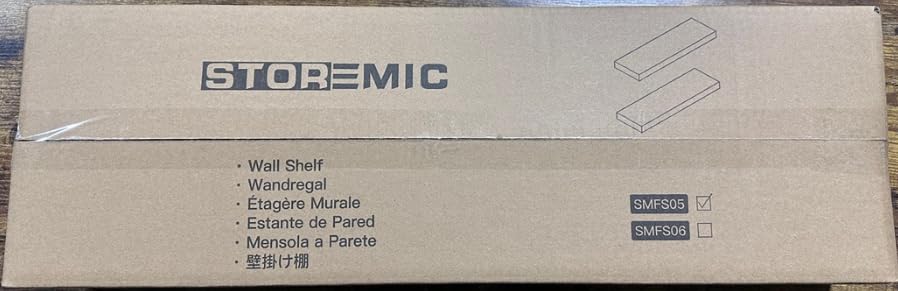 STOREMIC
· Wall Shelf
· Wandregal
· Étagère Murale
· Estante de Pared
· Mensola a Parete
· 壁掛け棚
SMFS05 ☑
SMFS06 ☐